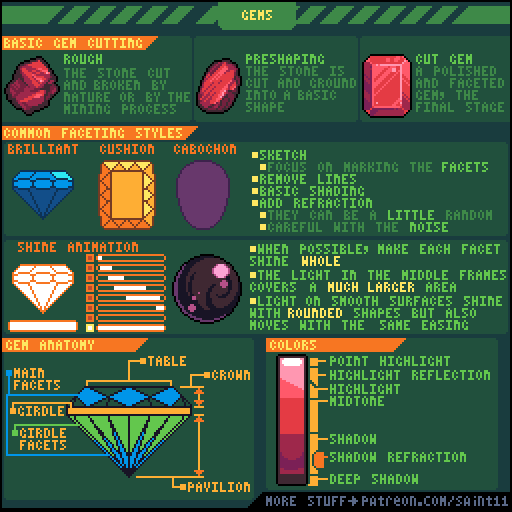 GEMS
BASIC GEM CUTTING
ROUGH
THE STONE CUT
AND BROKEN BY
NATURE OR BY THE
MINING PROCESS
PRESHAPING
THE STONE IS
CUT AND GROUND
INTO A BASIC
SHAPE
CUT GEM
A POLISHED
AND FACETED
GEM, THE
FINAL STAGE
COMMON FACETING STYLES
BRILLIANT
CUSHION
CABOCHON
SKETCH
FOCUS ON MARKING THE FACETS
REMOVE LINES
BASIC SHADING
ADD REFRACTION
THEY CAN BE A LITTLE RANDOM
CAREFUL WITH THE NOISE
SHINE ANIMATION
WHEN POSSIBLE, MAKE EACH FACET
SHINE WHOLE
THE LIGHT IN THE MIDDLE FRAMES
COVERS A MUCH LARGER AREA
LIGHT ON SMOOTH SURFACES SHINE
WITH ROUNDED SHAPES BUT ALSO
MOVES WITH THE SAME EASING
GEM ANATOMY
TABLE
MAIN
FACETS
CROWN
GIRDLE
GIRDLE
FACETS
PAVILION
COLORS
POINT HIGHLIGHT
HIGHLIGHT REFLECTION
HIGHLIGHT
MIDTONE
SHADOW
SHADOW REFRACTION
DEEP SHADOW
MORE STUFF→PATREON.COM/SAINT11